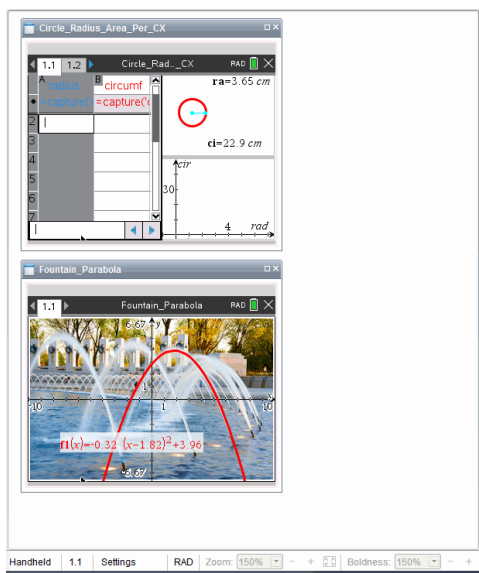 Circle_Radius_Area_Per_CX
1.1 1.2 Circle_Rad.._CX RAD
A radius B circumf
=capture('r =capture('c
2
3
4
5
6
7
ra=3.65 cm
ci=22.9 cm
cir
30
4 rad
Fountain_Parabola
1.1 Fountain_Parabola RAD
6.67 y
1
-10 1 10
f1(x)=-0.32·(x-1.82)²+3.96
-6.67
Handheld 1.1 Settings RAD Zoom: 150% - + Boldness: 150% - +